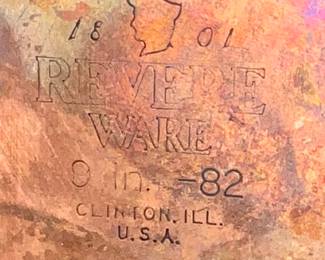 18 01
REVERE
WARE
9 in. -82
CLINTON, ILL.
U.S.A.